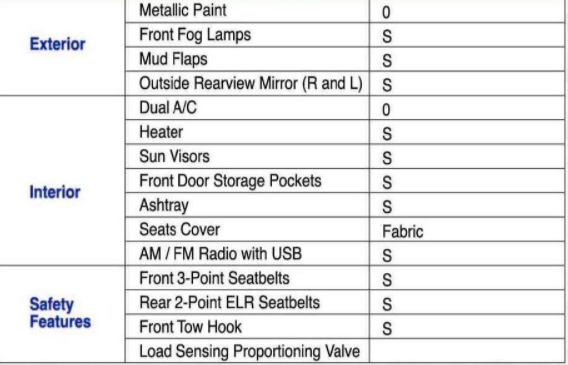 Exterior
Metallic Paint 0
Front Fog Lamps S
Mud Flaps S
Outside Rearview Mirror (R and L) S
Interior
Dual A/C 0
Heater S
Sun Visors S
Front Door Storage Pockets S
Ashtray S
Seats Cover Fabric
AM / FM Radio with USB S
Safety
Features
Front 3-Point Seatbelts S
Rear 2-Point ELR Seatbelts S
Front Tow Hook S
Load Sensing Proportioning Valve